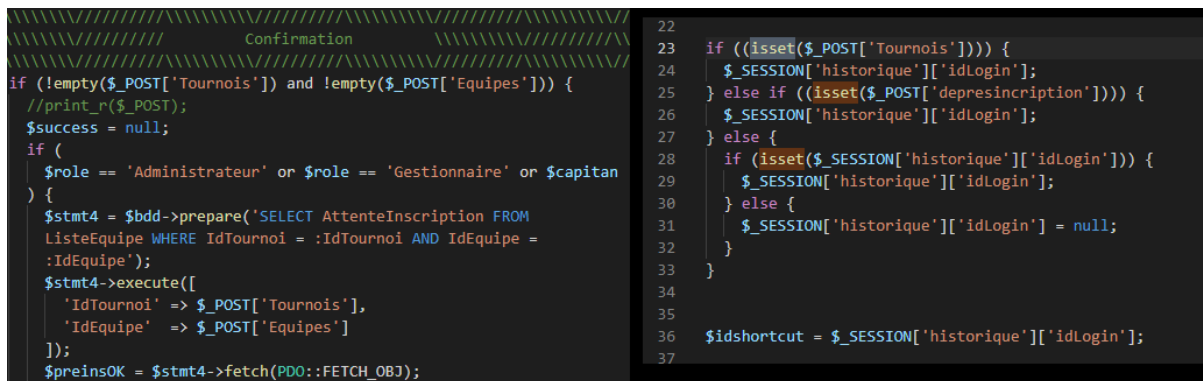 \\\\\\\\//////////\\\\\\\\\\//////////\\\\\\\\\\//////////\\\\\\\\\\//
\\\\\\\\////////// Confirmation \\\\\\\\\\//////////\\
\\\\\\\\//////////\\\\\\\\\\//////////\\\\\\\\\\//////////\\\\\\\\\\//
if (!empty($_POST['Tournois']) and !empty($_POST['Equipes'])) {
//print_r($_POST);
$success = null;
if (
$role == 'Administrateur' or $role == 'Gestionnaire' or $capitan
) {
$stmt4 = $bdd->prepare('SELECT AttenteInscription FROM
ListeEquipe WHERE IdTournoi = :IdTournoi AND IdEquipe =
:IdEquipe');
$stmt4->execute([
'IdTournoi' => $_POST['Tournois'],
'IdEquipe'  => $_POST['Equipes']
]);
$preinsOK = $stmt4->fetch(PDO::FETCH_OBJ);
22
23 if ((isset($_POST['Tournois']))) {
24 $_SESSION['historique']['idLogin'];
25 } else if ((isset($_POST['depresincription']))) {
26 $_SESSION['historique']['idLogin'];
27 } else {
28 if (isset($_SESSION['historique']['idLogin'])) {
29 $_SESSION['historique']['idLogin'];
30 } else {
31 $_SESSION['historique']['idLogin'] = null;
32 }
33 }
34
35
36 $idshortcut = $_SESSION['historique']['idLogin'];
37